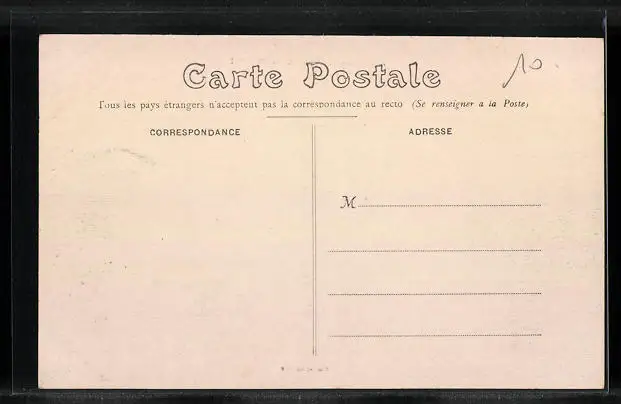 Carte Postale
10
Tous les pays étrangers n'acceptent pas la correspondance au recto (Se renseigner a la Poste)
CORRESPONDANCE
ADRESSE
M